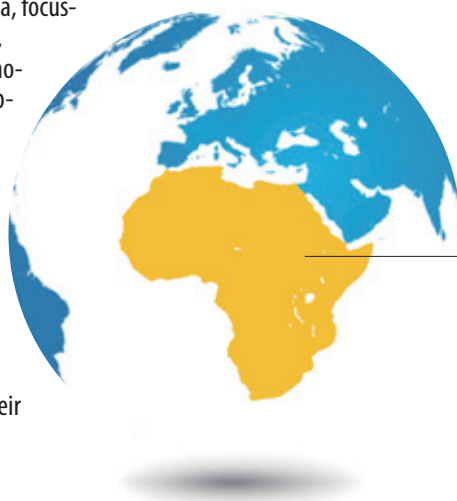 a, focus-
,
no-
o-
eir